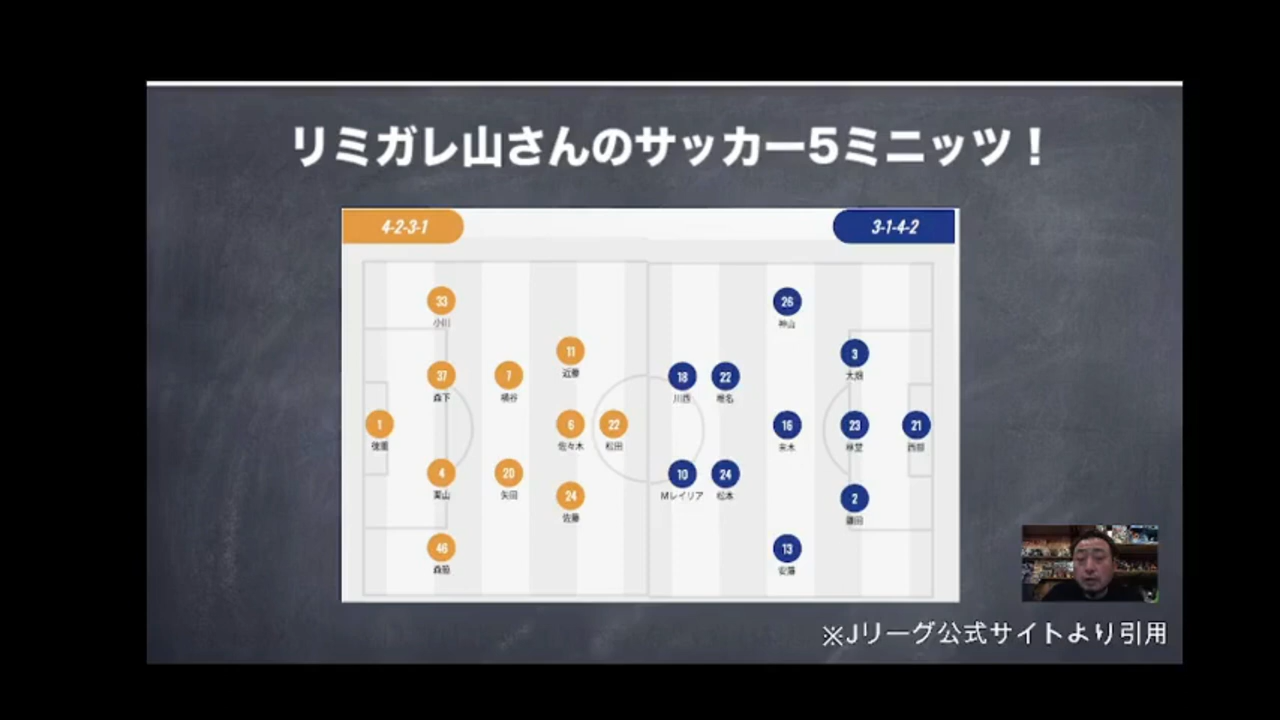 リミガレ山さんのサッカー5ミニッツ！
4-2-3-1
3-1-4-2
33
小川
26
神山
11
近藤
3
大畑
37
森下
7
横谷
18
川西
22
椎名
1
徳重
6
佐々木
22
松田
16
末木
23
林堂
21
西部
4
栗山
20
矢田
10
Mレイリア
24
松本
24
佐藤
2
鎌田
46
森脇
13
安藤
※Jリーグ公式サイトより引用